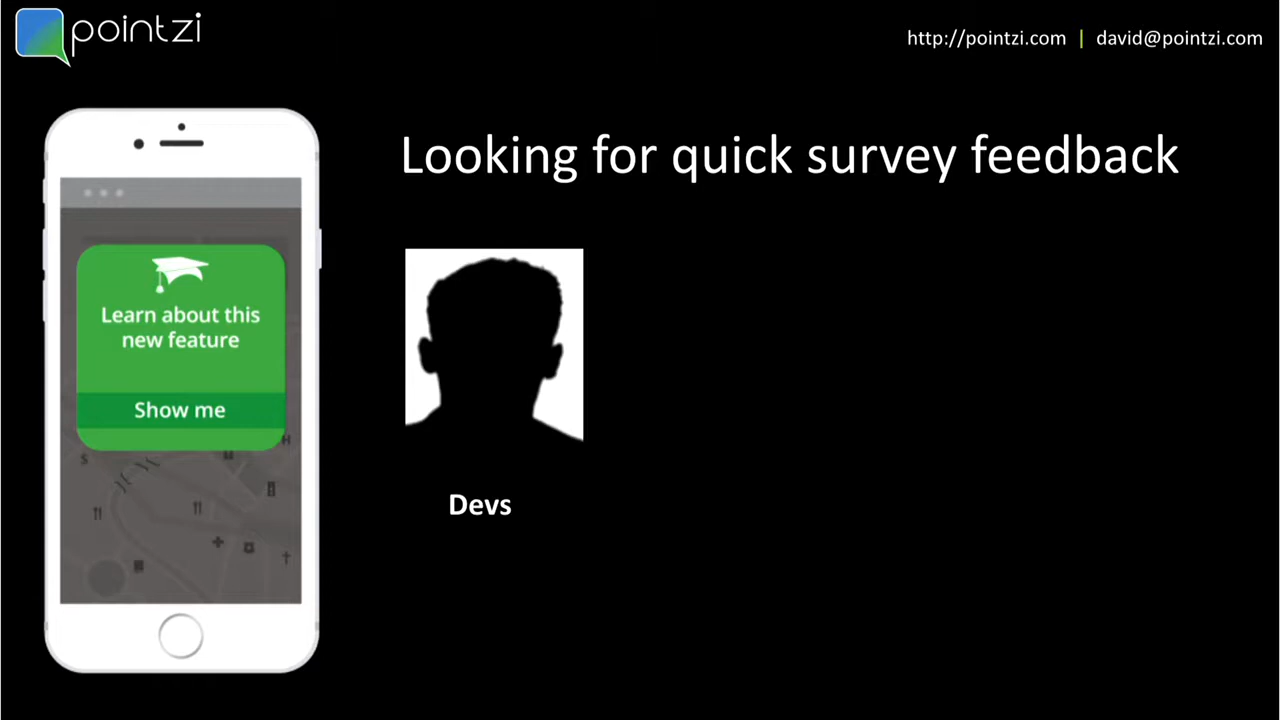 pointzi
http://pointzi.com | david@pointzi.com
Looking for quick survey feedback
Learn about this
new feature
Show me
H
S
Devs